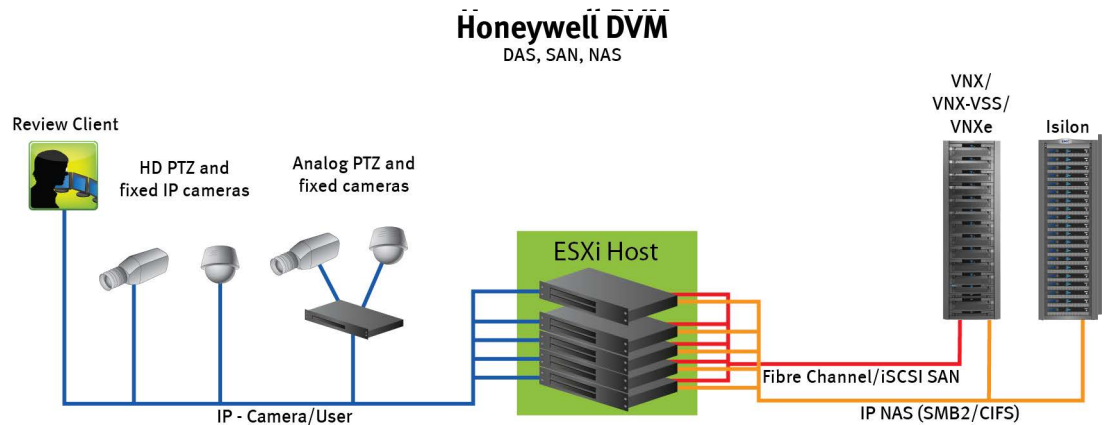 Honeywell DVM
DAS, SAN, NAS
VNX/
VNX-VSS/
VNXe
Isilon
Review Client
HD PTZ and
fixed IP cameras
Analog PTZ and
fixed cameras
ESXi Host
Fibre Channel/iSCSI SAN
IP - Camera/User
IP NAS (SMB2/CIFS)